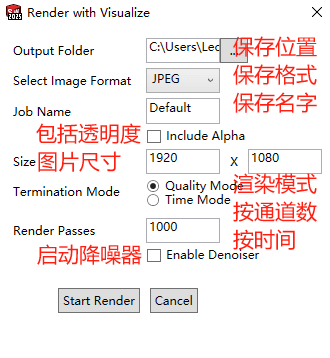 Render with Visualize
Output Folder C:\Users\Lec ... 保存位置
Select Image Format JPEG 保存格式
Job Name Default 保存名字
包括透明度 Include Alpha
Size 图片尺寸 1920 X 1080
Termination Mode Quality Mode 渲染模式
Time Mode 按通道数
Render Passes 1000 按时间
启动降噪器 Enable Denoiser
Start Render Cancel